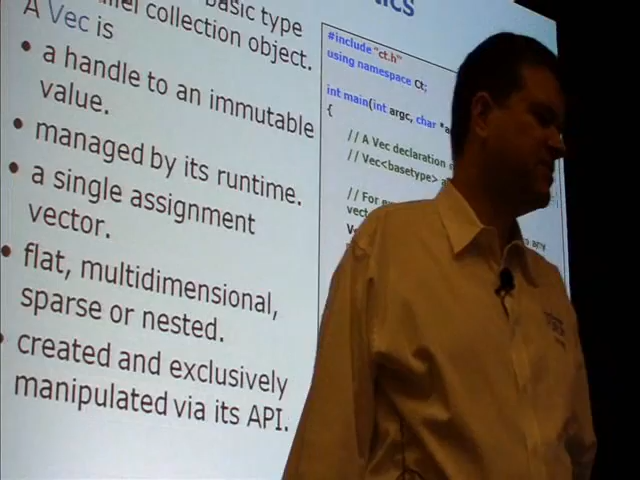 basic type
collection object.
A Vec is
• a handle to an immutable
value.
• managed by its runtime.
• a single assignment
vector.
• flat, multidimensional,
sparse or nested.
• created and exclusively
manipulated via its API.
#include "ct.h"
using namespace Ct;
int main(int argc, char *a
{
// A Vec declaration
// Vec<basetype>
// For